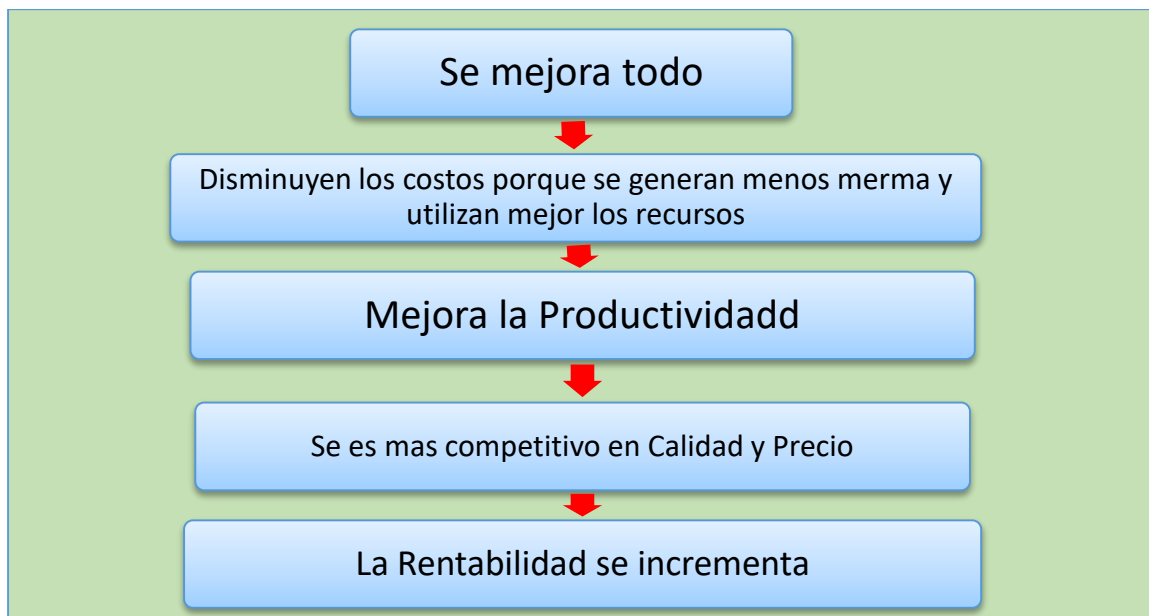 Se mejora todo
Disminuyen los costos porque se generan menos merma y
utilizan mejor los recursos
Mejora la Productividadd
Se es mas competitivo en Calidad y Precio
La Rentabilidad se incrementa